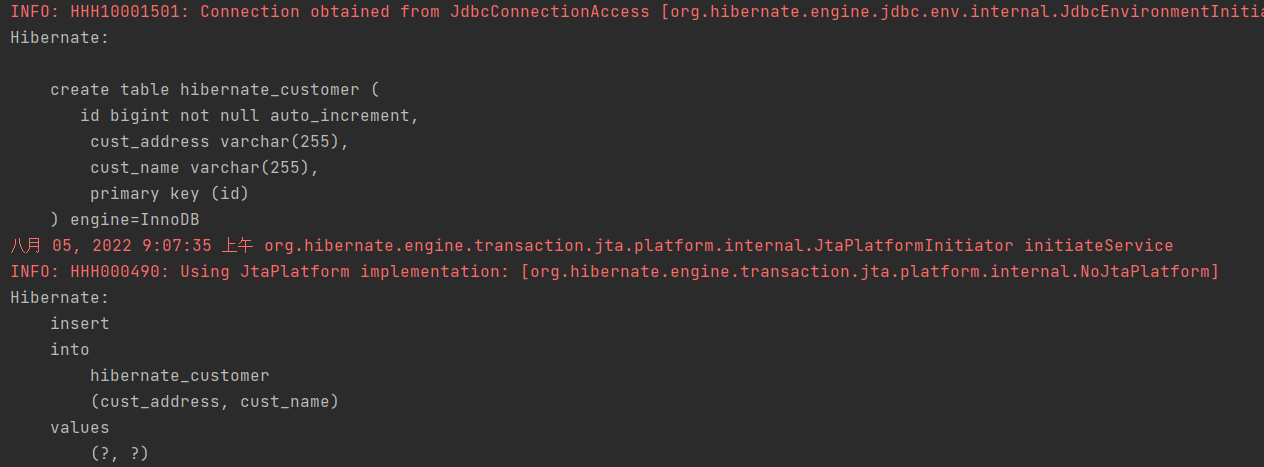 INFO: HHH10001501: Connection obtained from JdbcConnectionAccess [org.hibernate.engine.jdbc.env.internal.JdbcEnvironmentInitia
Hibernate:
create table hibernate_customer (
id bigint not null auto_increment,
cust_address varchar(255),
cust_name varchar(255),
primary key (id)
) engine=InnoDB
八月 05, 2022 9:07:35 上午 org.hibernate.engine.transaction.jta.platform.internal.JtaPlatformInitiator initiateService
INFO: HHH000490: Using JtaPlatform implementation: [org.hibernate.engine.transaction.jta.platform.internal.NoJtaPlatform]
Hibernate:
insert
into
hibernate_customer
(cust_address, cust_name)
values
(?, ?)